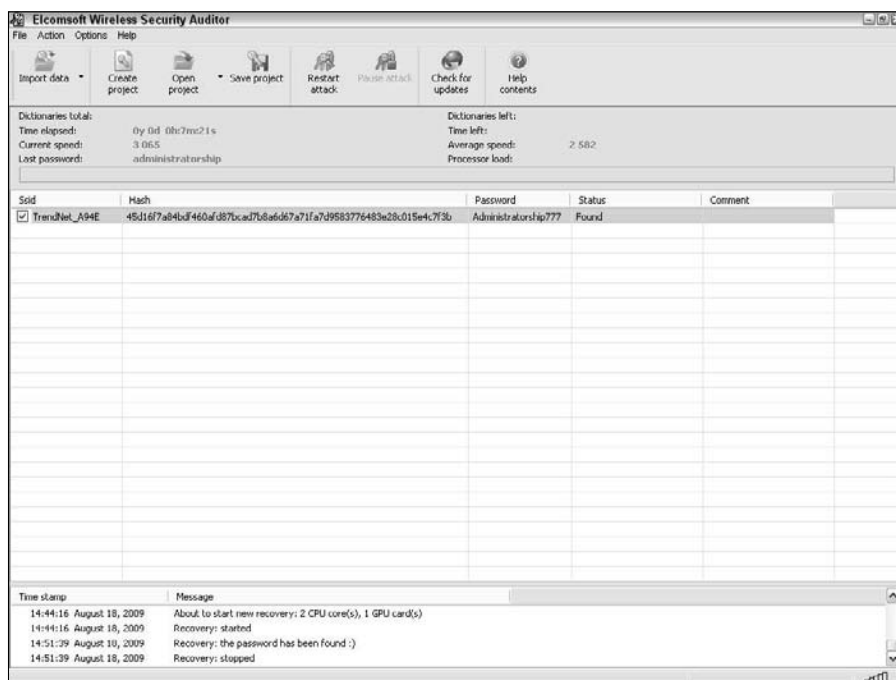 Elcomsoft Wireless Security Auditor
File Action Options Help
Import data
Create project
Open project
Save project
Restart attack
Pause attack
Check for updates
Help contents
Dictionaries total:
Dictionaries left:
Time elapsed: 0y 0d 0h:7m:21s
Time left:
Current speed: 3 065
Average speed: 2 582
Last password: administratorship
Processor load:
Ssid Hash Password Status Comment
TrendNet_A94E 45d16f7a84bdf460afd87bcad7b8a6d67a71fa7d9583776483e28c015e4c7f3b Administratorship777 Found
Time stamp Message
14:44:16 August 18, 2009 About to start new recovery: 2 CPU core(s), 1 GPU card(s)
14:44:16 August 18, 2009 Recovery: started
14:51:39 August 18, 2009 Recovery: the password has been found :)
14:51:39 August 18, 2009 Recovery: stopped